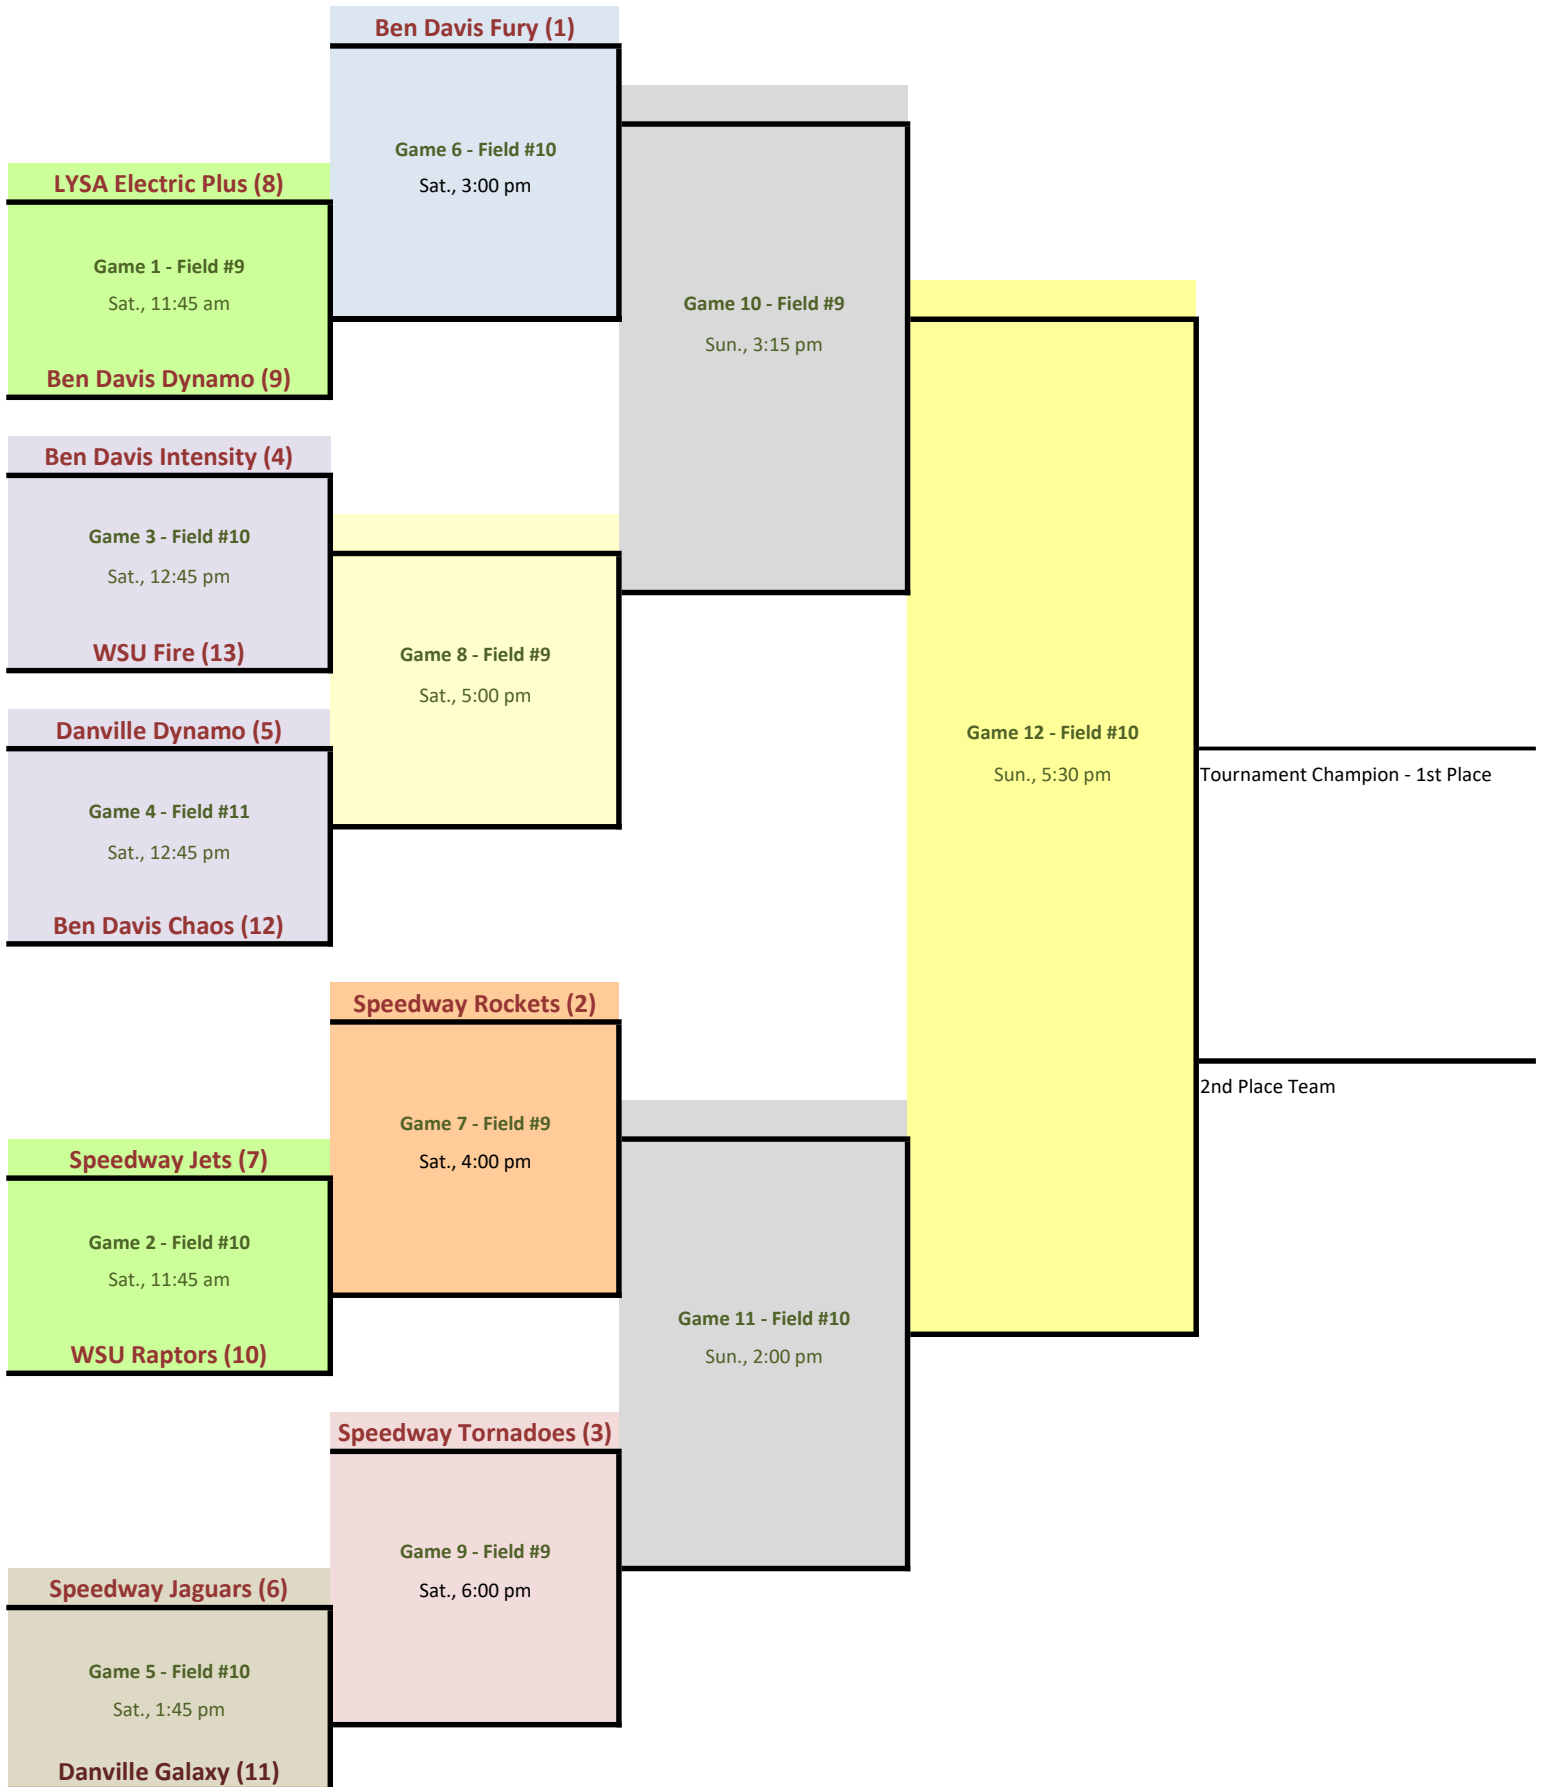 Ben Davis Fury (1)
Game 6 - Field #10
Sat., 3:00 pm
LYSA Electric Plus (8)
Game 1 - Field #9
Sat., 11:45 am
Ben Davis Dynamo (9)
Game 10 - Field #9
Sun., 3:15 pm
Ben Davis Intensity (4)
Game 3 - Field #10
Sat., 12:45 pm
WSU Fire (13)
Game 8 - Field #9
Sat., 5:00 pm
Danville Dynamo (5)
Game 4 - Field #11
Sat., 12:45 pm
Ben Davis Chaos (12)
Game 12 - Field #10
Sun., 5:30 pm
Tournament Champion - 1st Place
2nd Place Team
Speedway Rockets (2)
Game 7 - Field #9
Sat., 4:00 pm
Speedway Jets (7)
Game 2 - Field #10
Sat., 11:45 am
WSU Raptors (10)
Game 11 - Field #10
Sun., 2:00 pm
Speedway Tornadoes (3)
Game 9 - Field #9
Sat., 6:00 pm
Speedway Jaguars (6)
Game 5 - Field #10
Sat., 1:45 pm
Danville Galaxy (11)